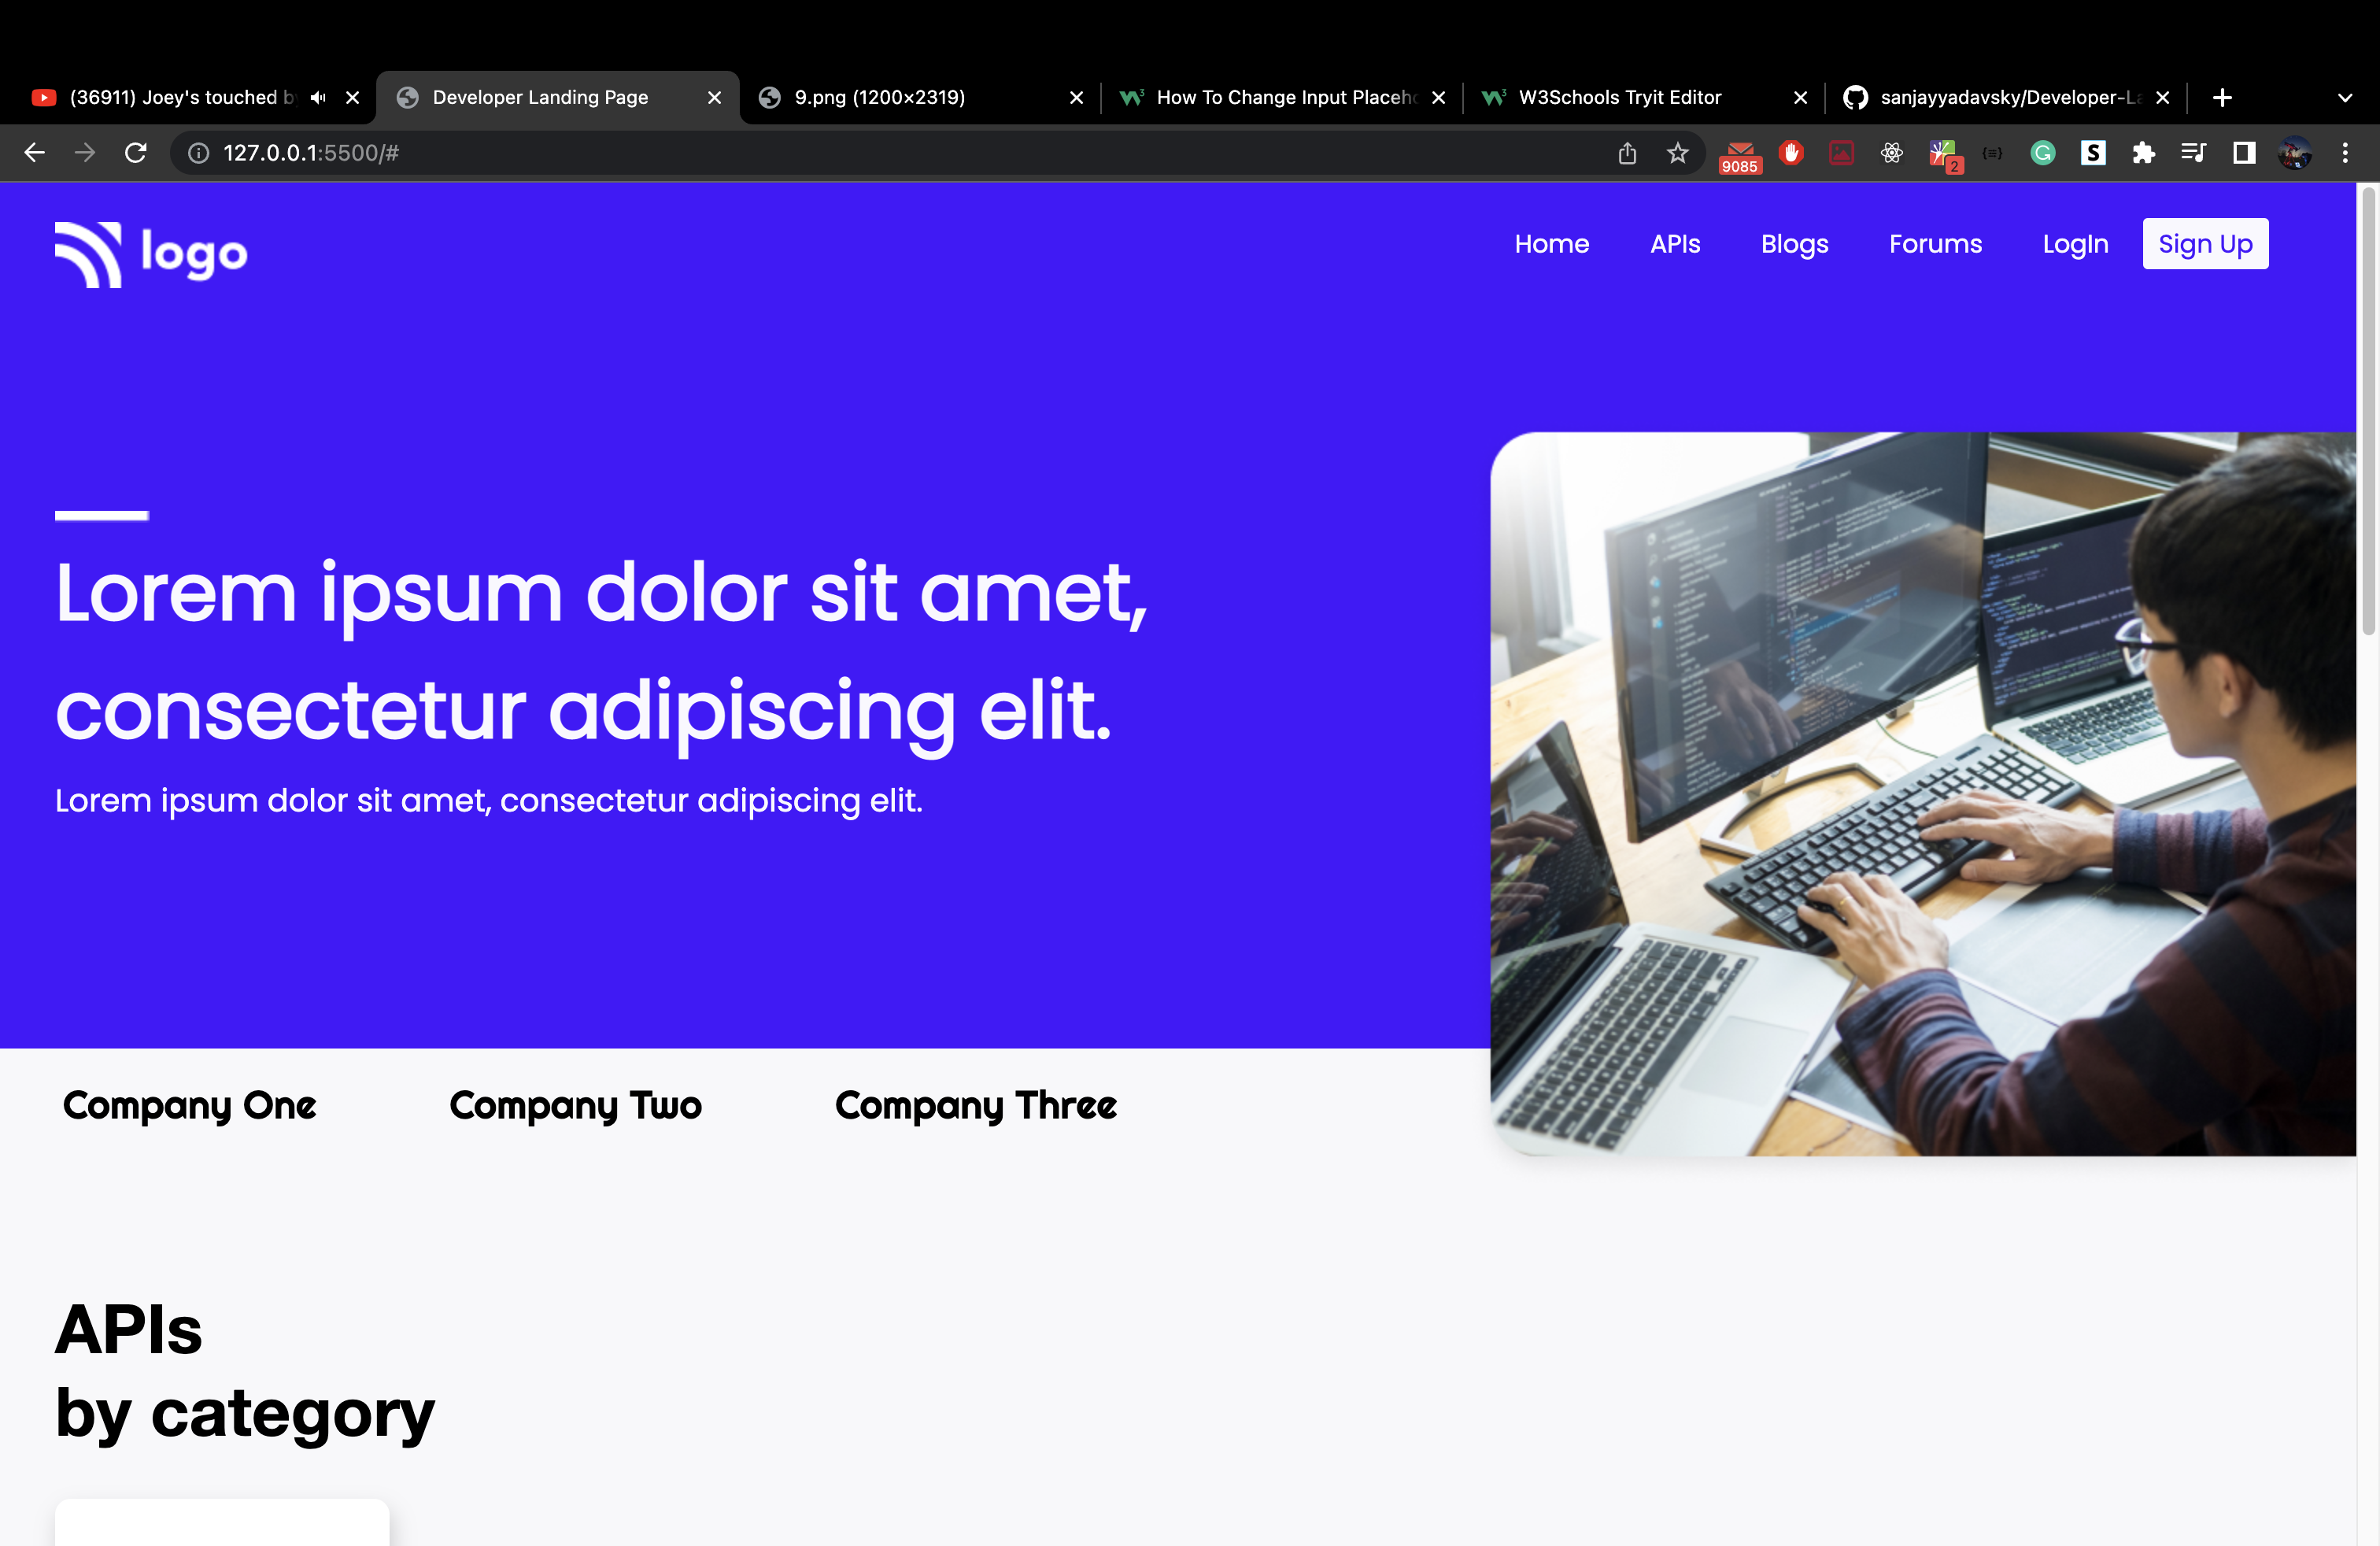 (36911) Joey's touched b
Developer Landing Page
9.png (1200×2319)
How To Change Input Placeho
W3Schools Tryit Editor
sanjayyadavsky/Developer-La
127.0.0.1:5500/#
9085
2
logo
Home
APIs
Blogs
Forums
LogIn
Sign Up
Lorem ipsum dolor sit amet,
consectetur adipiscing elit.
Lorem ipsum dolor sit amet, consectetur adipiscing elit.
Company One
Company Two
Company Three
APIs
by category